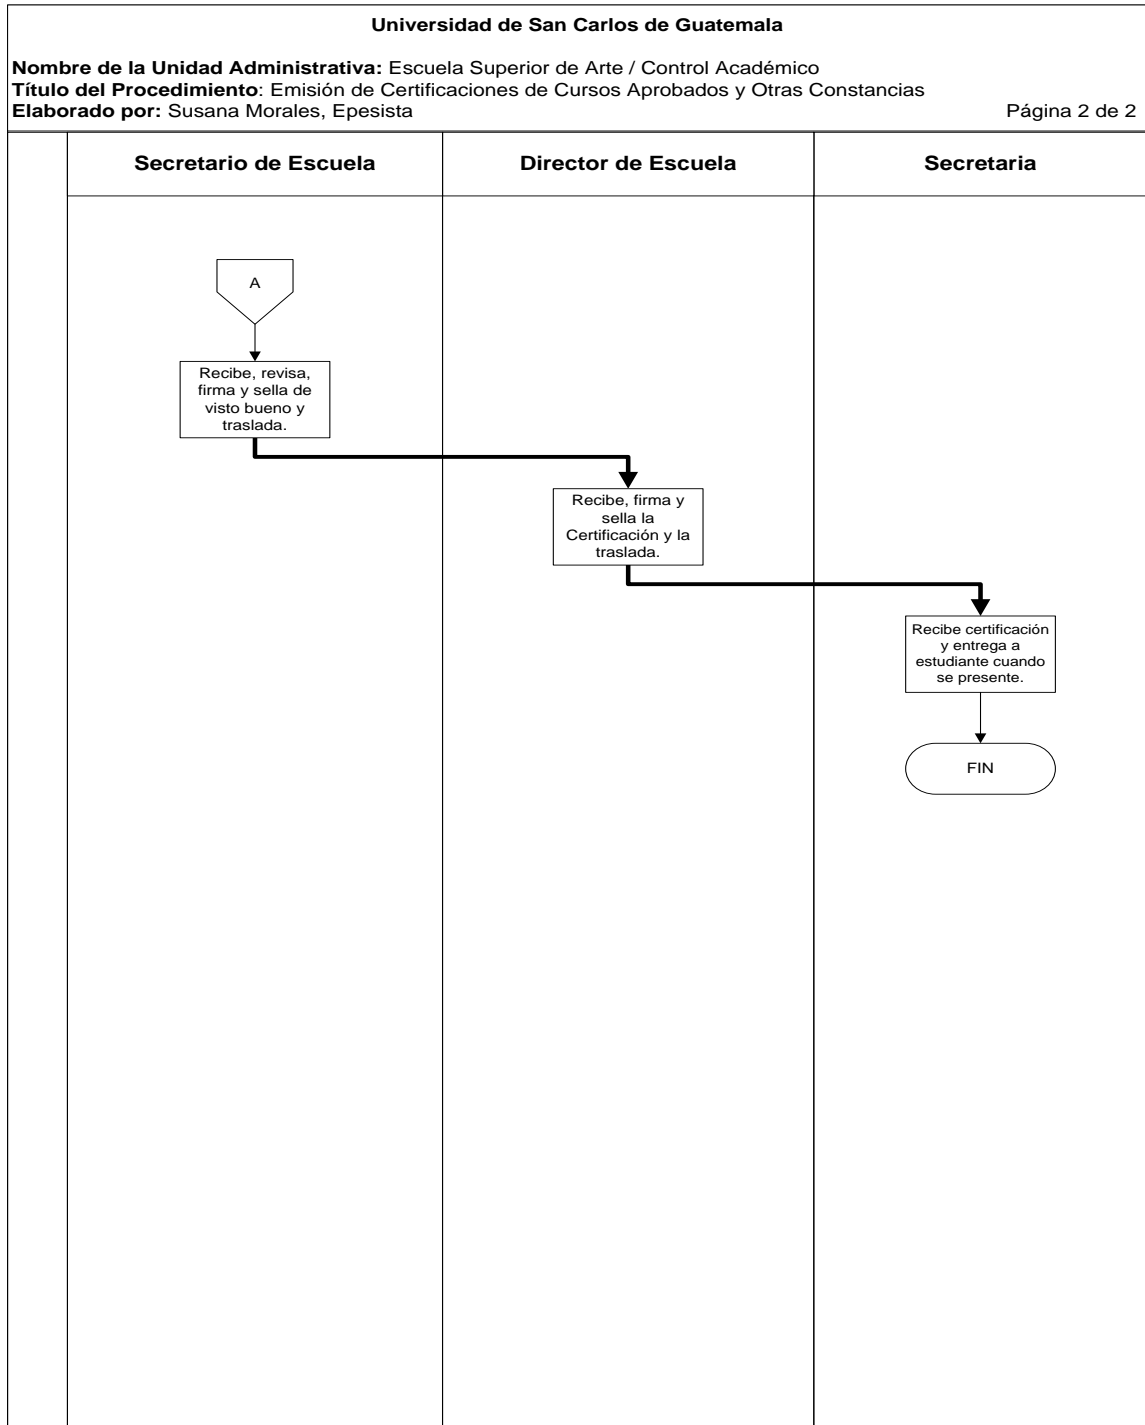 Universidad de San Carlos de Guatemala
Nombre de la Unidad Administrativa: Escuela Superior de Arte / Control Académico
Título del Procedimiento: Emisión de Certificaciones de Cursos Aprobados y Otras Constancias
Elaborado por: Susana Morales, Epesista Página 2 de 2
Secretario de Escuela
Director de Escuela
Secretaria
A
Recibe, revisa,
firma y sella de
visto bueno y
traslada.
Recibe, firma y
sella la
Certificación y la
traslada.
Recibe certificación
y entrega a
estudiante cuando
se presente.
FIN